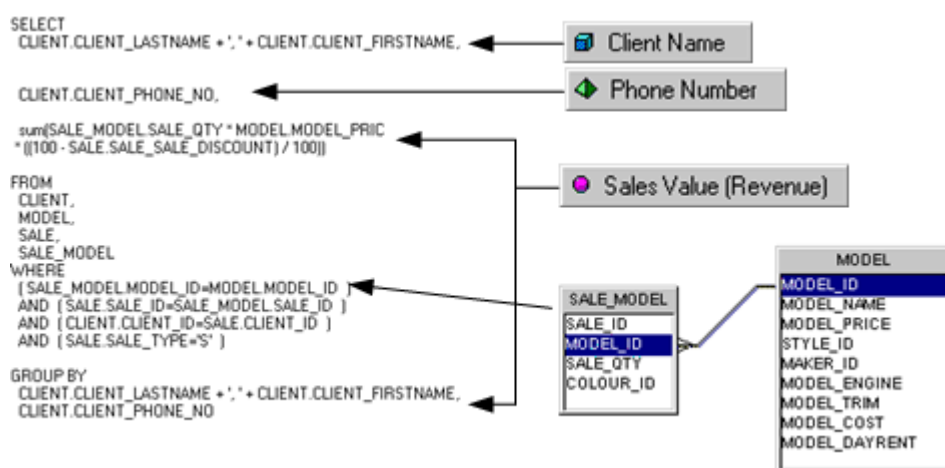 SELECT
CLIENT.CLIENT_LASTNAME + ', ' + CLIENT.CLIENT_FIRSTNAME,
CLIENT.CLIENT_PHONE_NO,
sum(SALE_MODEL.SALE_QTY * MODEL.MODEL_PRIC
* ((100 - SALE.SALE_SALE_DISCOUNT) / 100))
FROM
CLIENT,
MODEL,
SALE,
SALE_MODEL
WHERE
( SALE_MODEL.MODEL_ID=MODEL.MODEL_ID )
AND ( SALE.SALE_ID=SALE_MODEL.SALE_ID )
AND ( CLIENT.CLIENT_ID=SALE.CLIENT_ID )
AND ( SALE.SALE_TYPE='S' )
GROUP BY
CLIENT.CLIENT_LASTNAME + ', ' + CLIENT.CLIENT_FIRSTNAME,
CLIENT.CLIENT_PHONE_NO
Client Name
Phone Number
Sales Value (Revenue)
SALE_MODEL
SALE_ID
MODEL_ID
SALE_QTY
COLOUR_ID
MODEL
MODEL_ID
MODEL_NAME
MODEL_PRICE
STYLE_ID
MAKER_ID
MODEL_ENGINE
MODEL_TRIM
MODEL_COST
MODEL_DAYRENT